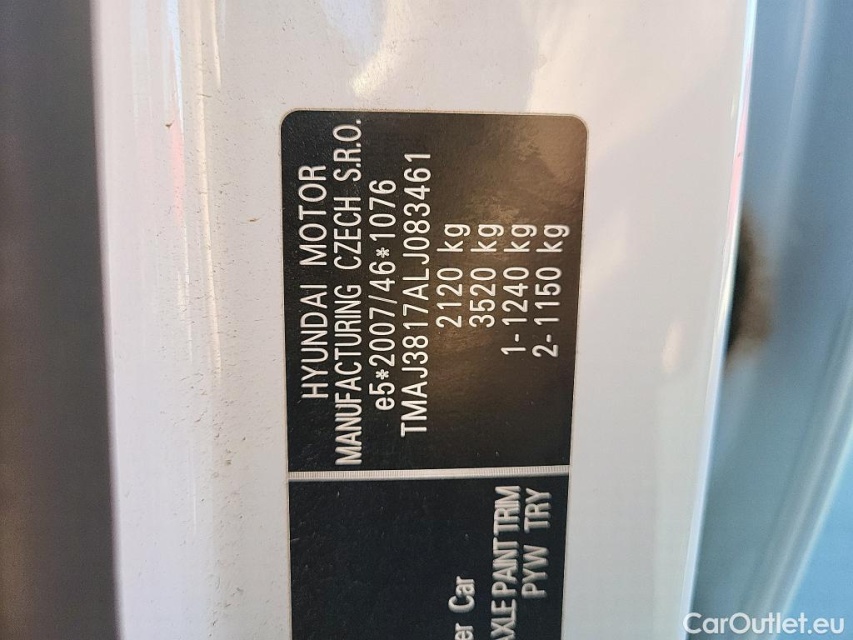 HYUNDAI MOTOR
MANUFACTURING CZECH S.R.O.
e5*2007/46*1076
TMAJ3817ALJ083461
2120 kg
3520 kg
1- 1240 kg
2- 1150 kg
er Car
AXLE PAINT TRIM
PYW TRY
CarOutlet.eu